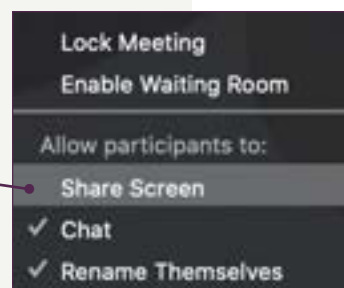 Lock Meeting
Enable Waiting Room
Allow participants to:
Share Screen
✓ Chat
✓ Rename Themselves